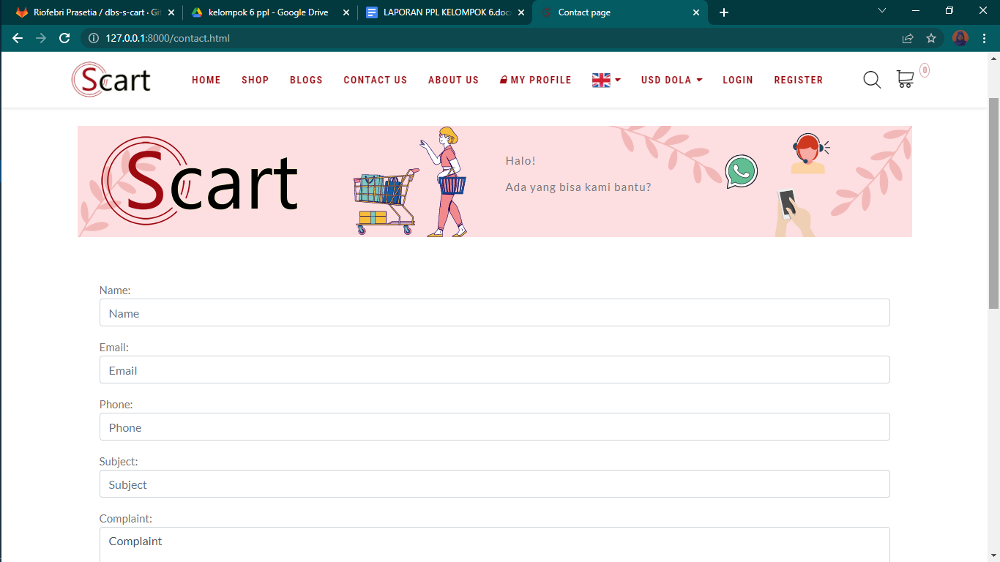 Riofebri Prasetia / dbs-s-cart · Git
kelompok 6 ppl - Google Drive
LAPORAN PPL KELOMPOK 6.doc
Contact page
127.0.0.1:8000/contact.html
Scart
HOME
SHOP
BLOGS
CONTACT US
ABOUT US
MY PROFILE
USD DOLA
LOGIN
REGISTER
0
Scart
Halo!
Ada yang bisa kami bantu?
Name:
Name
Email:
Email
Phone:
Phone
Subject:
Subject
Complaint:
Complaint